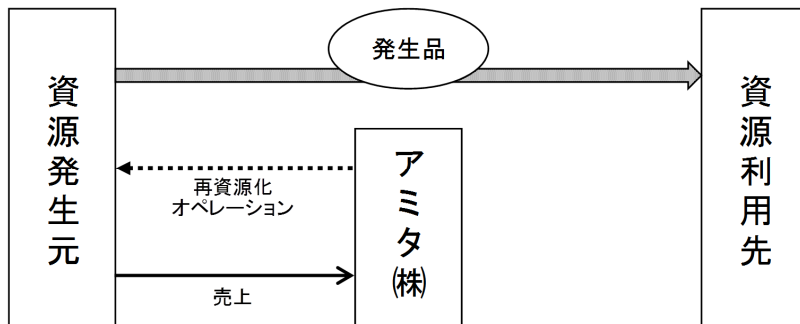 発生品
資源発生元
資源利用先
アミタ㈱
再資源化
オペレーション
売上